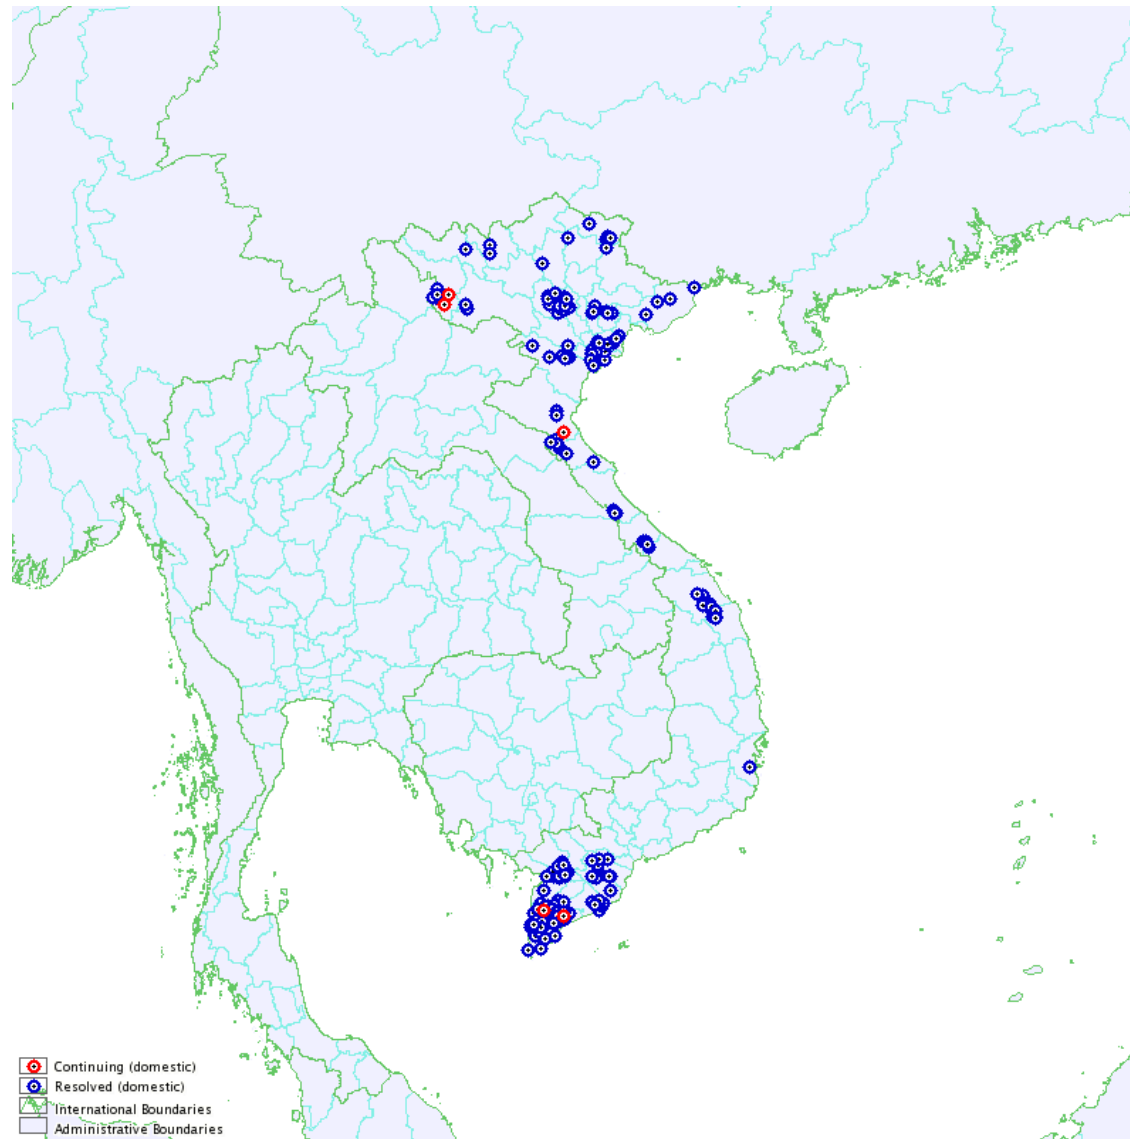 Continuing (domestic)
Resolved (domestic)
International Boundaries
Administrative Boundaries